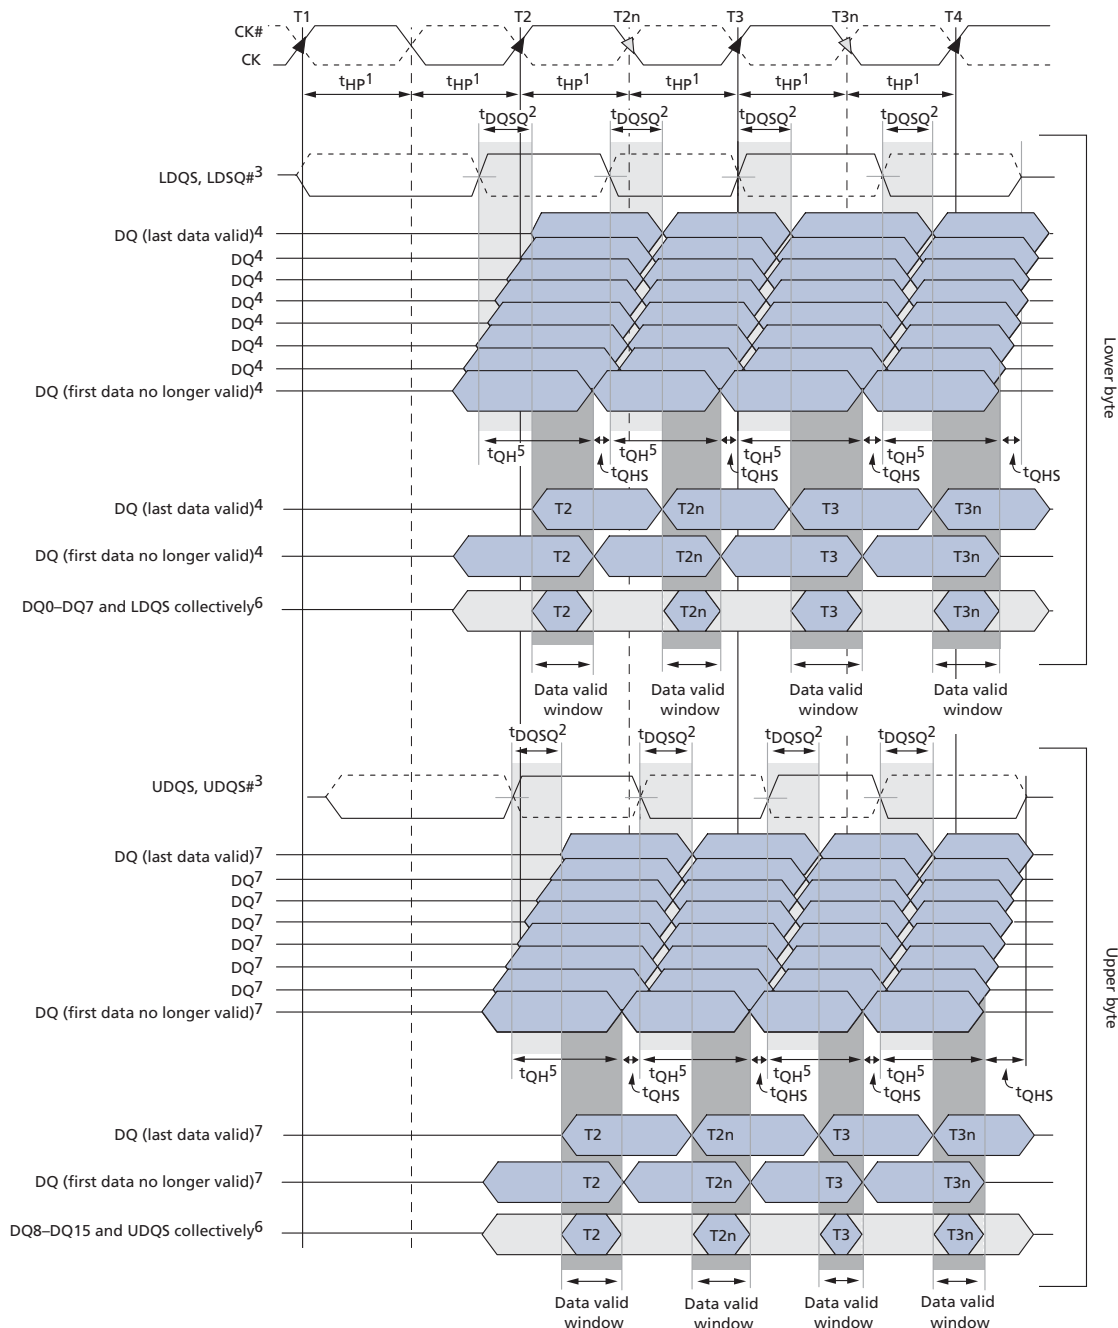 T1 T2 T2n T3 T3n T4
CK#
CK
tHP1 tHP1 tHP1 tHP1 tHP1 tHP1
tDQSQ2 tDQSQ2 tDQSQ2 tDQSQ2
LDQS, LDSQ#3
DQ (last data valid)4
DQ4
DQ4
DQ4
DQ4
DQ4
DQ4
DQ (first data no longer valid)4
Lower byte
tQH5 tQH5 tQH5 tQH5
tQHS tQHS tQHS tQHS
DQ (last data valid)4 T2 T2n T3 T3n
DQ (first data no longer valid)4 T2 T2n T3 T3n
DQ0–DQ7 and LDQS collectively6 T2 T2n T3 T3n
Data valid Data valid Data valid Data valid
window window window window
tDQSQ2 tDQSQ2 tDQSQ2 tDQSQ2
UDQS, UDQS#3
DQ (last data valid)7
DQ7
DQ7
DQ7
DQ7
DQ7
DQ7
DQ (first data no longer valid)7
Upper byte
tQH5 tQH5 tQH5 tQH5
tQHS tQHS tQHS tQHS
DQ (last data valid)7 T2 T2n T3 T3n
DQ (first data no longer valid)7 T2 T2n T3 T3n
DQ8–DQ15 and UDQS collectively6 T2 T2n T3 T3n
Data valid Data valid Data valid Data valid
window window window window